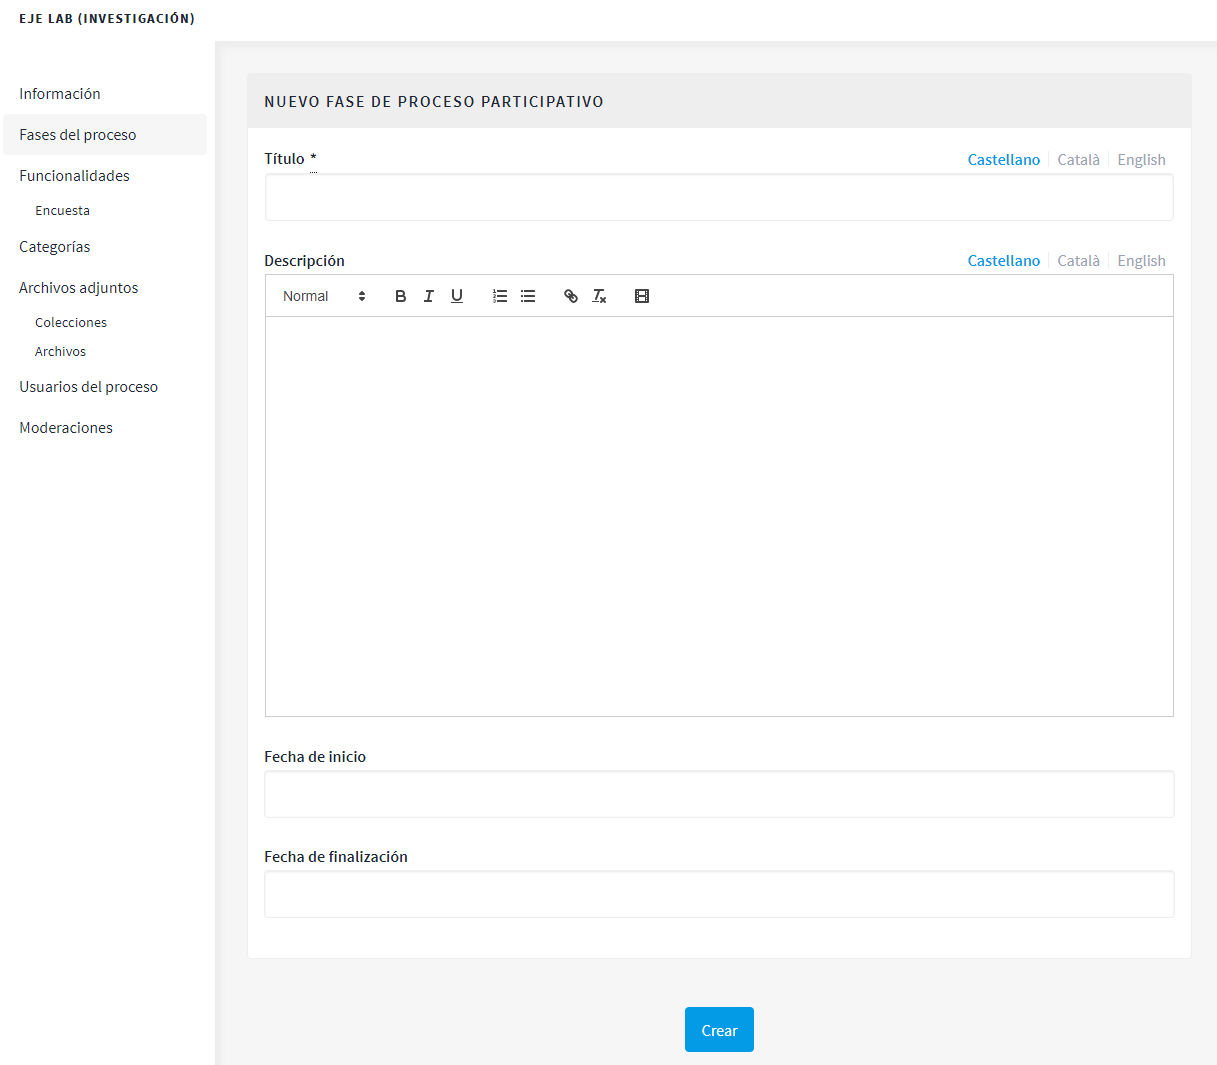 EJE LAB (INVESTIGACIÓN)
Información
Fases del proceso
Funcionalidades
Encuesta
Categorías
Archivos adjuntos
Colecciones
Archivos
Usuarios del proceso
Moderaciones
NUEVO FASE DE PROCESO PARTICIPATIVO
Título * Castellano Català English
Descripción Castellano Català English
Normal B I U
Fecha de inicio
Fecha de finalización
Crear